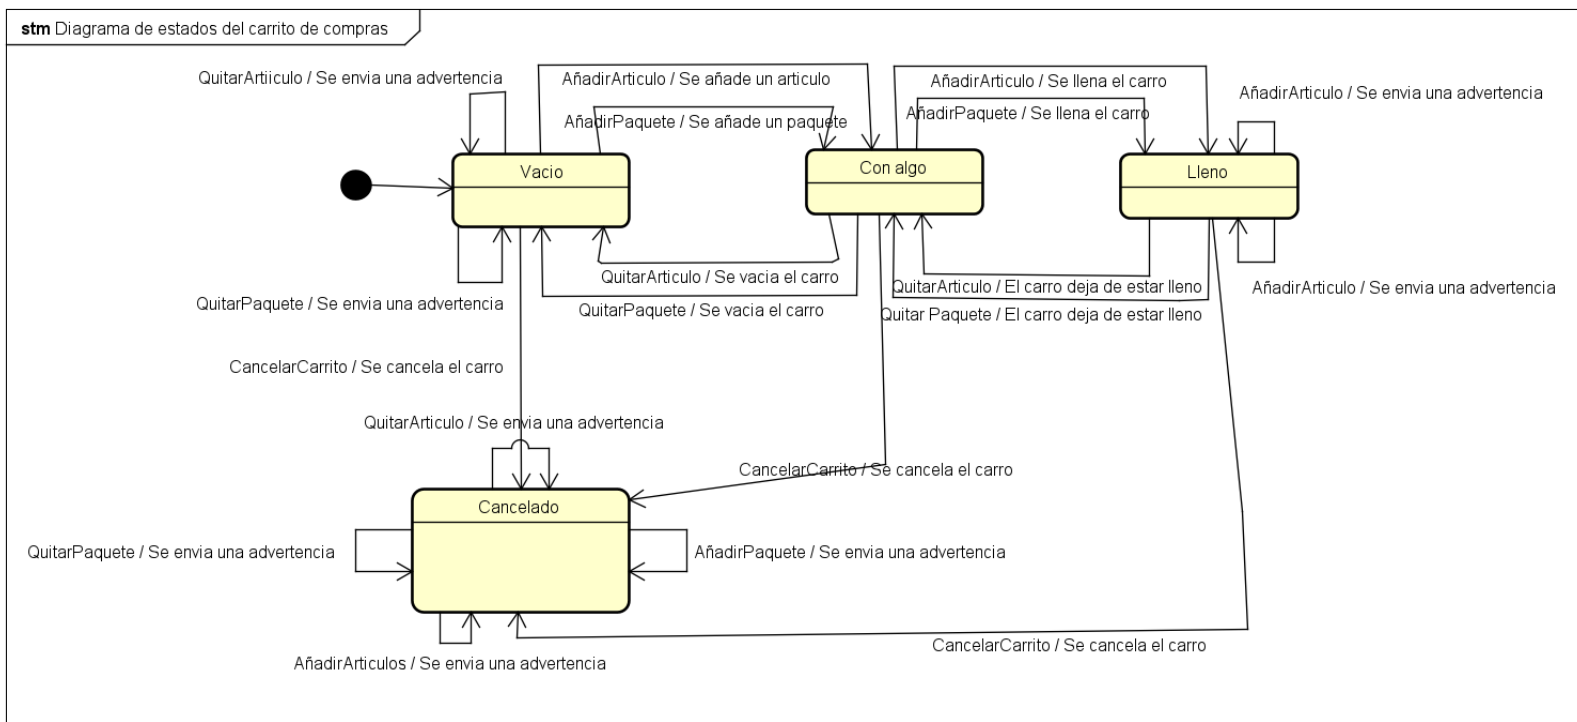 stm Diagrama de estados del carrito de compras
QuitarArtiiculo / Se envia una advertencia
AñadirArticulo / Se añade un articulo
AñadirArticulo / Se llena el carro
AñadirArticulo / Se envia una advertencia
AñadirPaquete / Se añade un paquete
AñadirPaquete / Se llena el carro
Vacio
Con algo
Lleno
QuitarArticulo / Se vacia el carro
QuitarArticulo / El carro deja de estar lleno
AñadirArticulo / Se envia una advertencia
QuitarPaquete / Se envia una advertencia
QuitarPaquete / Se vacia el carro
Quitar Paquete / El carro deja de estar lleno
CancelarCarrito / Se cancela el carro
QuitarArticulo / Se envia una advertencia
CancelarCarrito / Se cancela el carro
Cancelado
QuitarPaquete / Se envia una advertencia
AñadirPaquete / Se envia una advertencia
CancelarCarrito / Se cancela el carro
AñadirArticulos / Se envia una advertencia